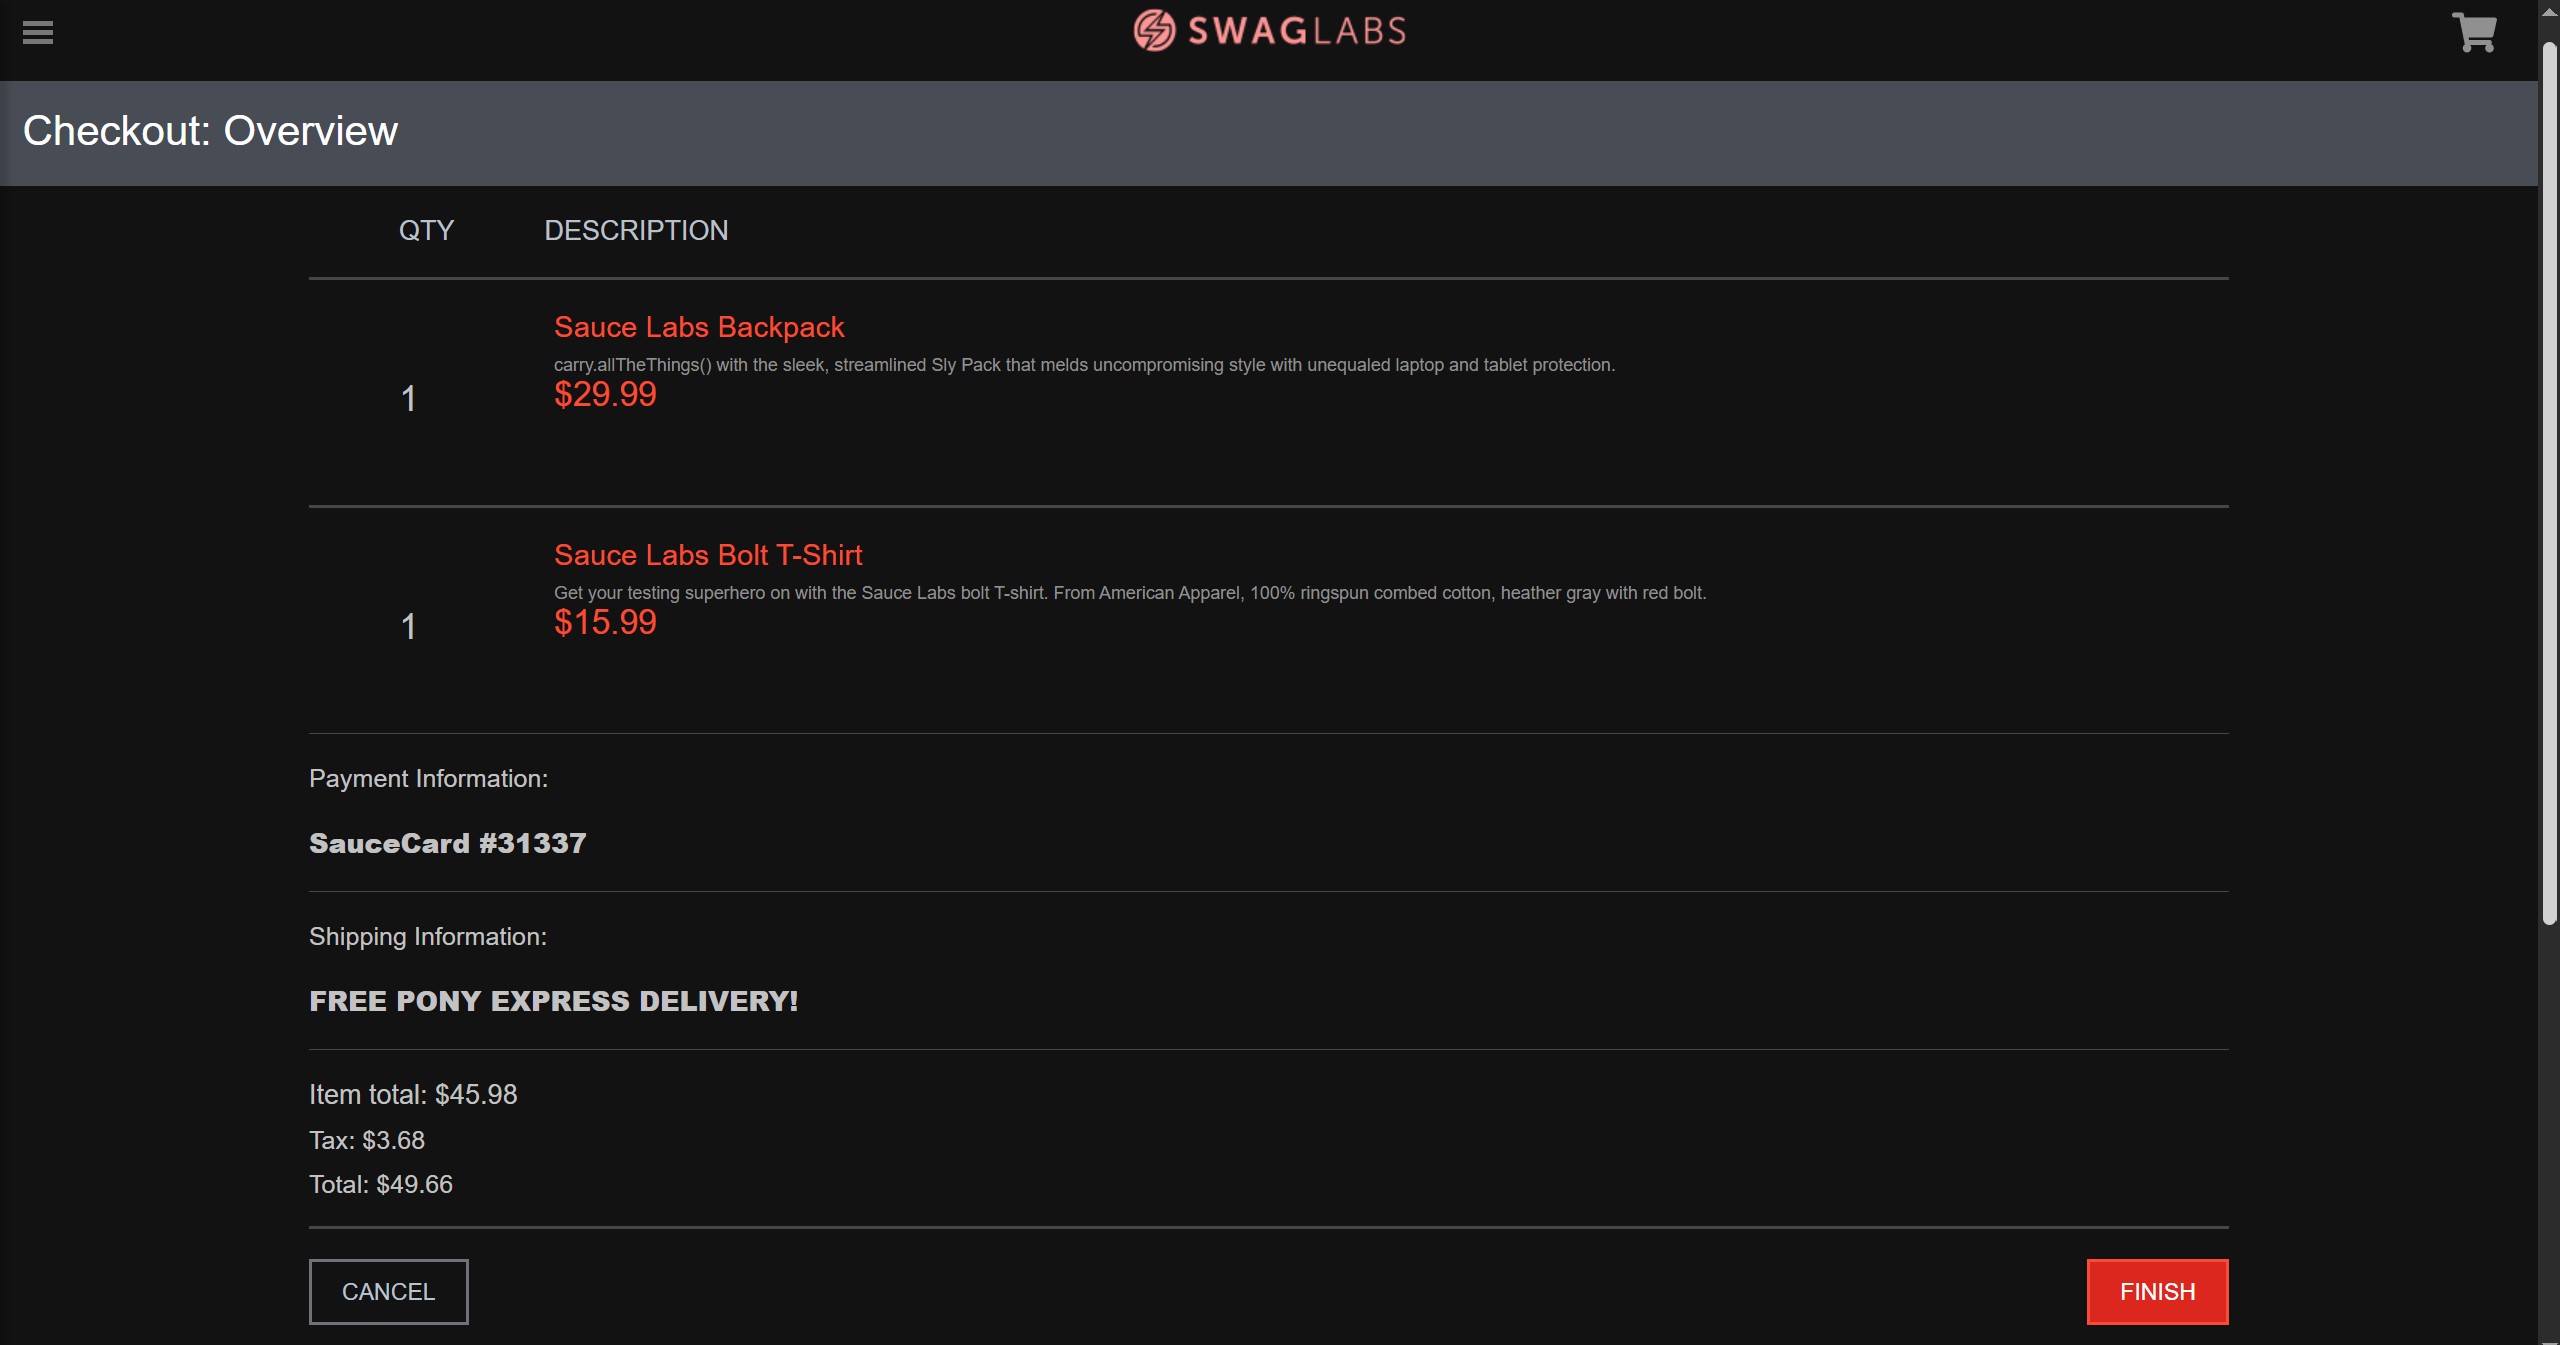 SWAGLABS
Checkout: Overview
QTY DESCRIPTION
Sauce Labs Backpack
carry.allTheThings() with the sleek, streamlined Sly Pack that melds uncompromising style with unequaled laptop and tablet protection.
1 $29.99
Sauce Labs Bolt T-Shirt
Get your testing superhero on with the Sauce Labs bolt T-shirt. From American Apparel, 100% ringspun combed cotton, heather gray with red bolt.
1 $15.99
Payment Information:
SauceCard #31337
Shipping Information:
FREE PONY EXPRESS DELIVERY!
Item total: $45.98
Tax: $3.68
Total: $49.66
CANCEL FINISH